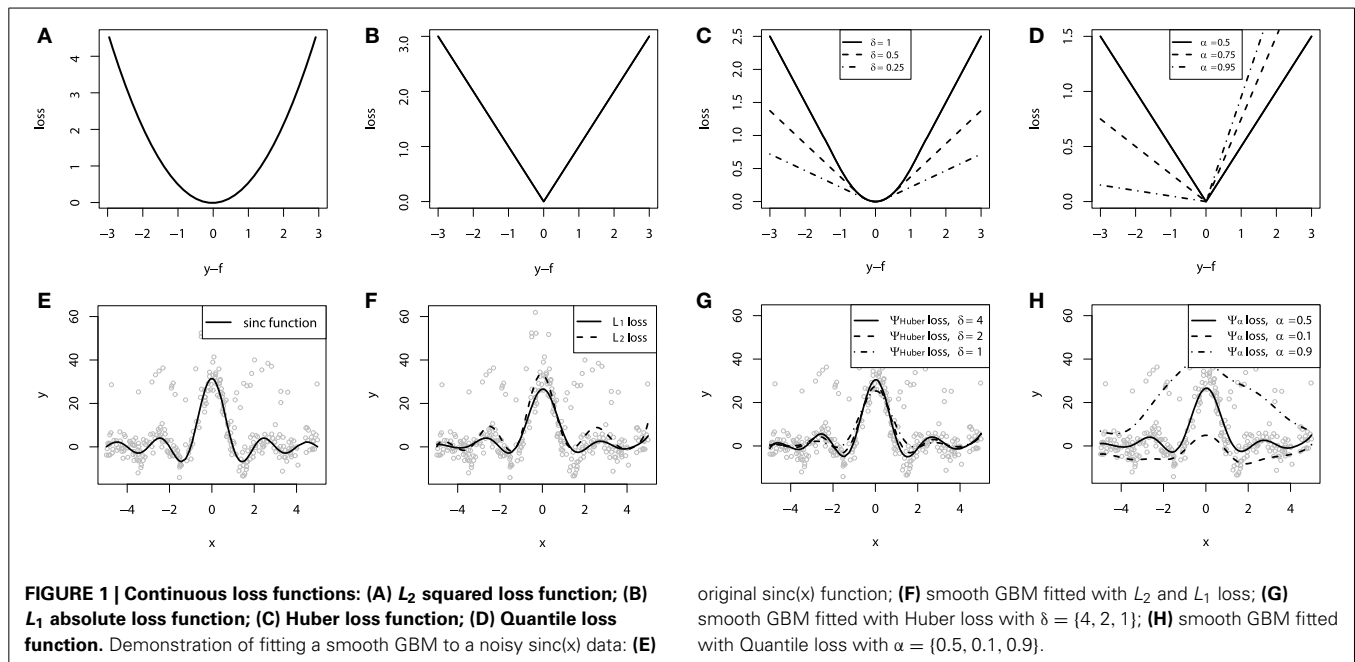 A
loss
4
3
2
1
0
−3 −2 −1 0 1 2 3
y−f
B
loss
3.0
2.0
1.0
0.0
−3 −2 −1 0 1 2 3
y−f
C
loss
2.5
2.0
1.5
1.0
0.5
0.0
δ = 1
δ = 0.5
δ = 0.25
−3 −2 −1 0 1 2 3
y−f
D
loss
1.5
1.0
0.5
0.0
α =0.5
α =0.75
α =0.95
−3 −2 −1 0 1 2 3
y−f
E
y
60
40
20
0
sinc function
−4 −2 0 2 4
x
F
y
60
40
20
0
L1 loss
L2 loss
−4 −2 0 2 4
x
G
y
60
40
20
0
ΨHuber loss, δ = 4
ΨHuber loss, δ = 2
ΨHuber loss, δ = 1
−4 −2 0 2 4
x
H
y
60
40
20
0
Ψα loss, α =0.5
Ψα loss, α =0.1
Ψα loss, α =0.9
−4 −2 0 2 4
x
FIGURE 1 | Continuous loss functions: (A) L2 squared loss function; (B)
L1 absolute loss function; (C) Huber loss function; (D) Quantile loss
function. Demonstration of fitting a smooth GBM to a noisy sinc(x) data: (E)
original sinc(x) function; (F) smooth GBM fitted with L2 and L1 loss; (G)
smooth GBM fitted with Huber loss with δ = {4, 2, 1}; (H) smooth GBM fitted
with Quantile loss with α = {0.5, 0.1, 0.9}.